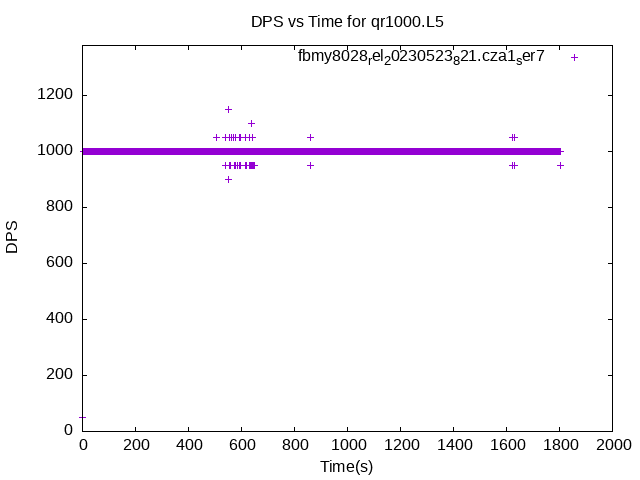 DPS vs Time for qr1000.L5
fbmy8028rel20230523821.cza1ser7
1200
1000
800
600
400
200
0
DPS
0 200 400 600 800 1000 1200 1400 1600 1800 2000
Time(s)